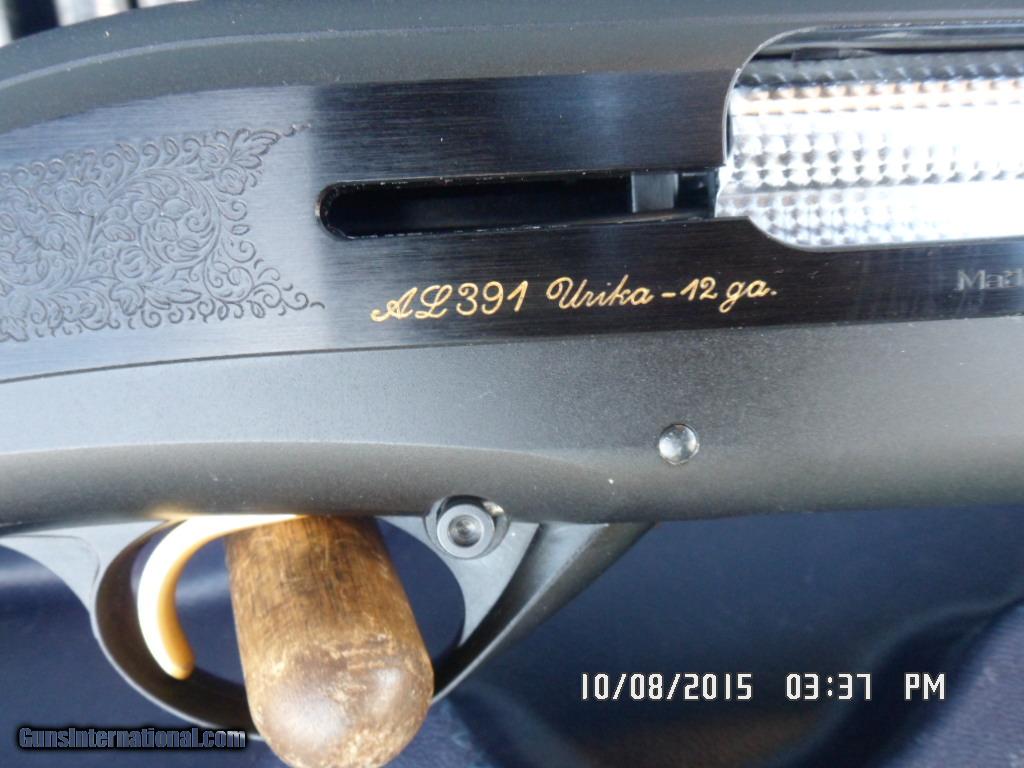 AL391 Urika - 12 ga.
10/08/2015 03:37 PM
GunsInternational.com